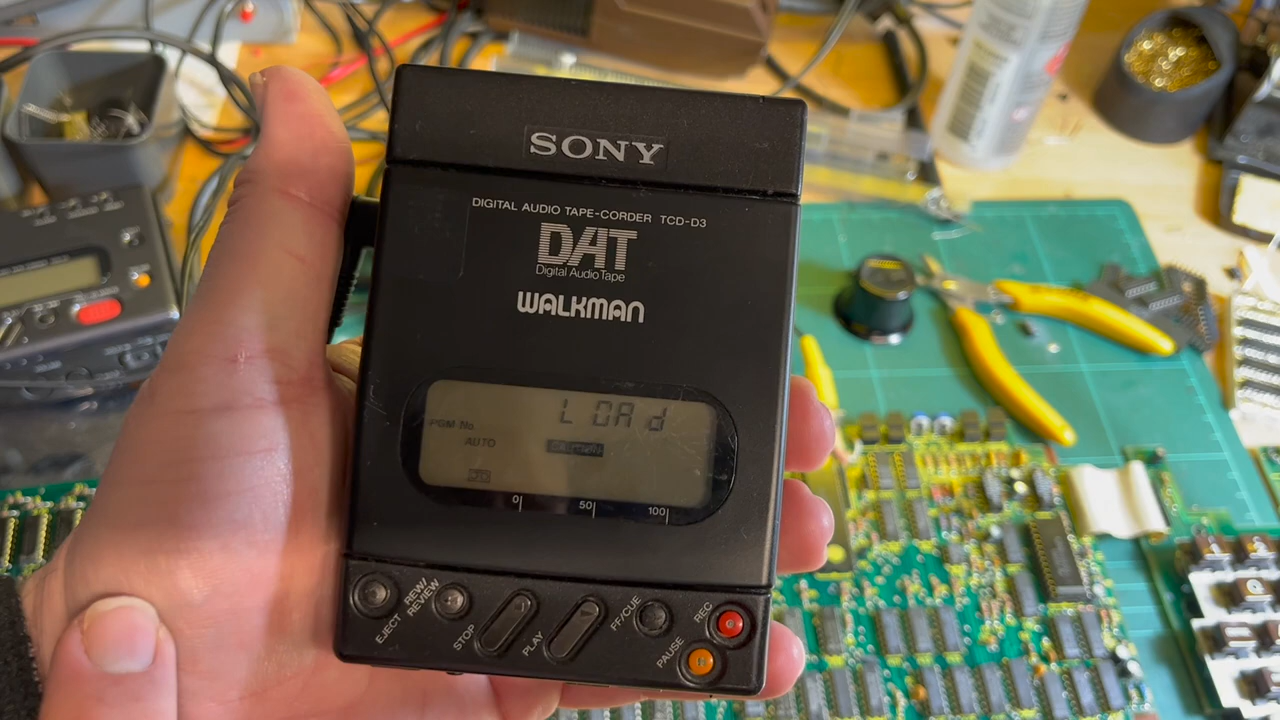 SONY
DIGITAL AUDIO TAPE-CORDER TCD-D3
DAT
Digital Audio Tape
WALKMAN
LOAd
PGM No
AUTO
0 50 100
EJECT
REW/
REVIEW
STOP
PLAY
FF/CUE
REC
PAUSE